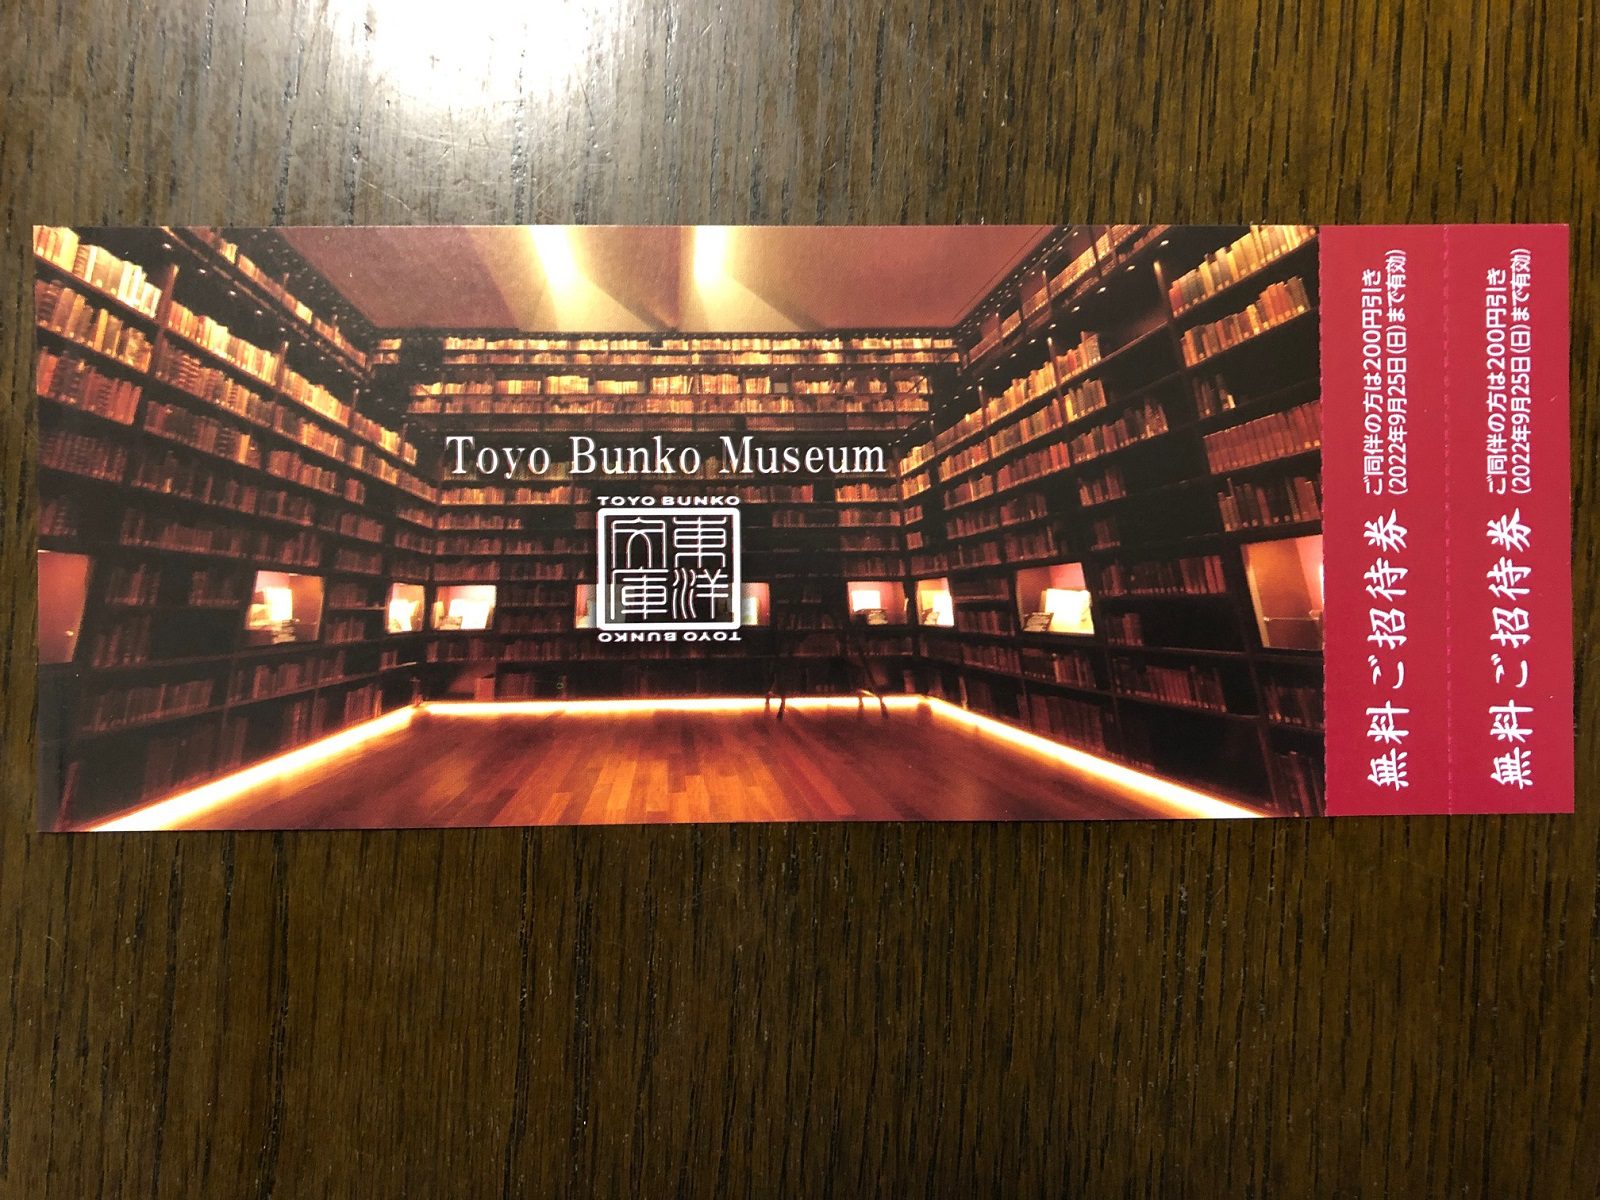 Toyo Bunko Museum
TOYO BUNKO
東洋
文庫
TOYO BUNKO
無料 ご招待券 ご同伴の方は200円引き
(2022年9月25日(日)まで有効)
無料 ご招待券 ご同伴の方は200円引き
(2022年9月25日(日)まで有効)